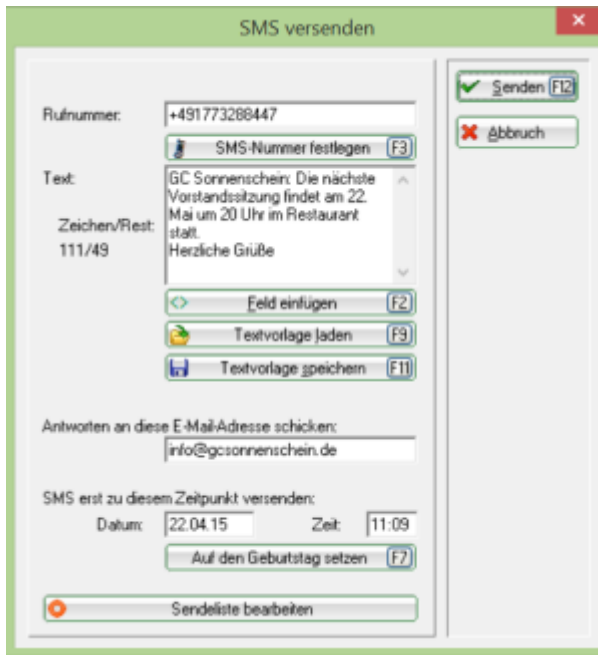 SMS versenden
Senden F12
Rufnummer: +491773288447
Abbruch
SMS-Nummer festlegen F3
Text: GC Sonnenschein: Die nächste
Vorstandssitzung findet am 22.
Mai um 20 Uhr im Restaurant
Zeichen/Rest: statt.
111/49 Herzliche Grüße
Feld einfügen F2
Textvorlage laden F9
Textvorlage speichern F11
Antworten an diese E-Mail-Adresse schicken:
info@gcsonnenschein.de
SMS erst zu diesem Zeitpunkt versenden:
Datum: 22.04.15 Zeit: 11:09
Auf den Geburtstag setzen F7
Sendeliste bearbeiten